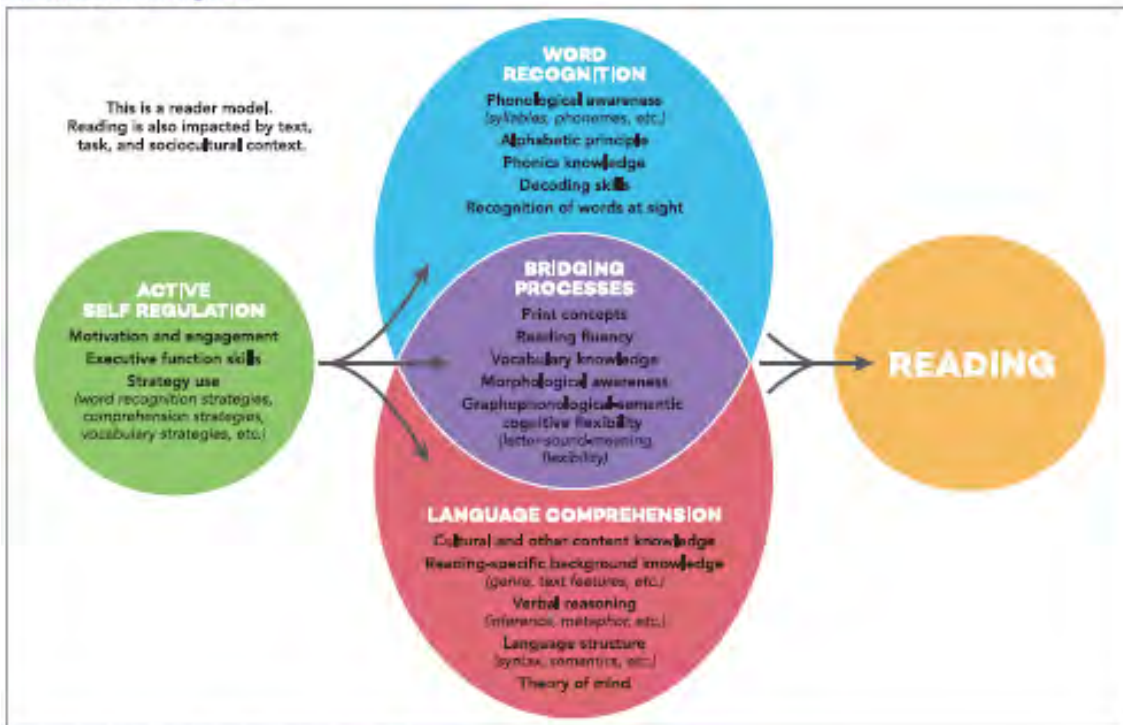 This is a reader model.
Reading is also impacted by text,
task, and sociocultural context.
ACTIVE
SELF REGULATION
Motivation and engagement
Executive function skills
Strategy use
(word recognition strategies,
comprehension strategies,
vocabulary strategies, etc.)
WORD
RECOGNITION
Phonological awareness
(syllables, phonemes, etc.)
Alphabetic principle
Phonics knowledge
Decoding skills
Recognition of words at sight
BRIDGING
PROCESSES
Print concepts
Reading fluency
Vocabulary knowledge
Morphological awareness
Graphophonological-semantic
cognitive flexibility
(letter-sound-meaning
flexibility)
LANGUAGE COMPREHENSION
Cultural and other content knowledge
Reading-specific background knowledge
(genre, text features, etc.)
Verbal reasoning
(inference, metaphor, etc.)
Language structure
(syntax, semantics, etc.)
Theory of mind
READING